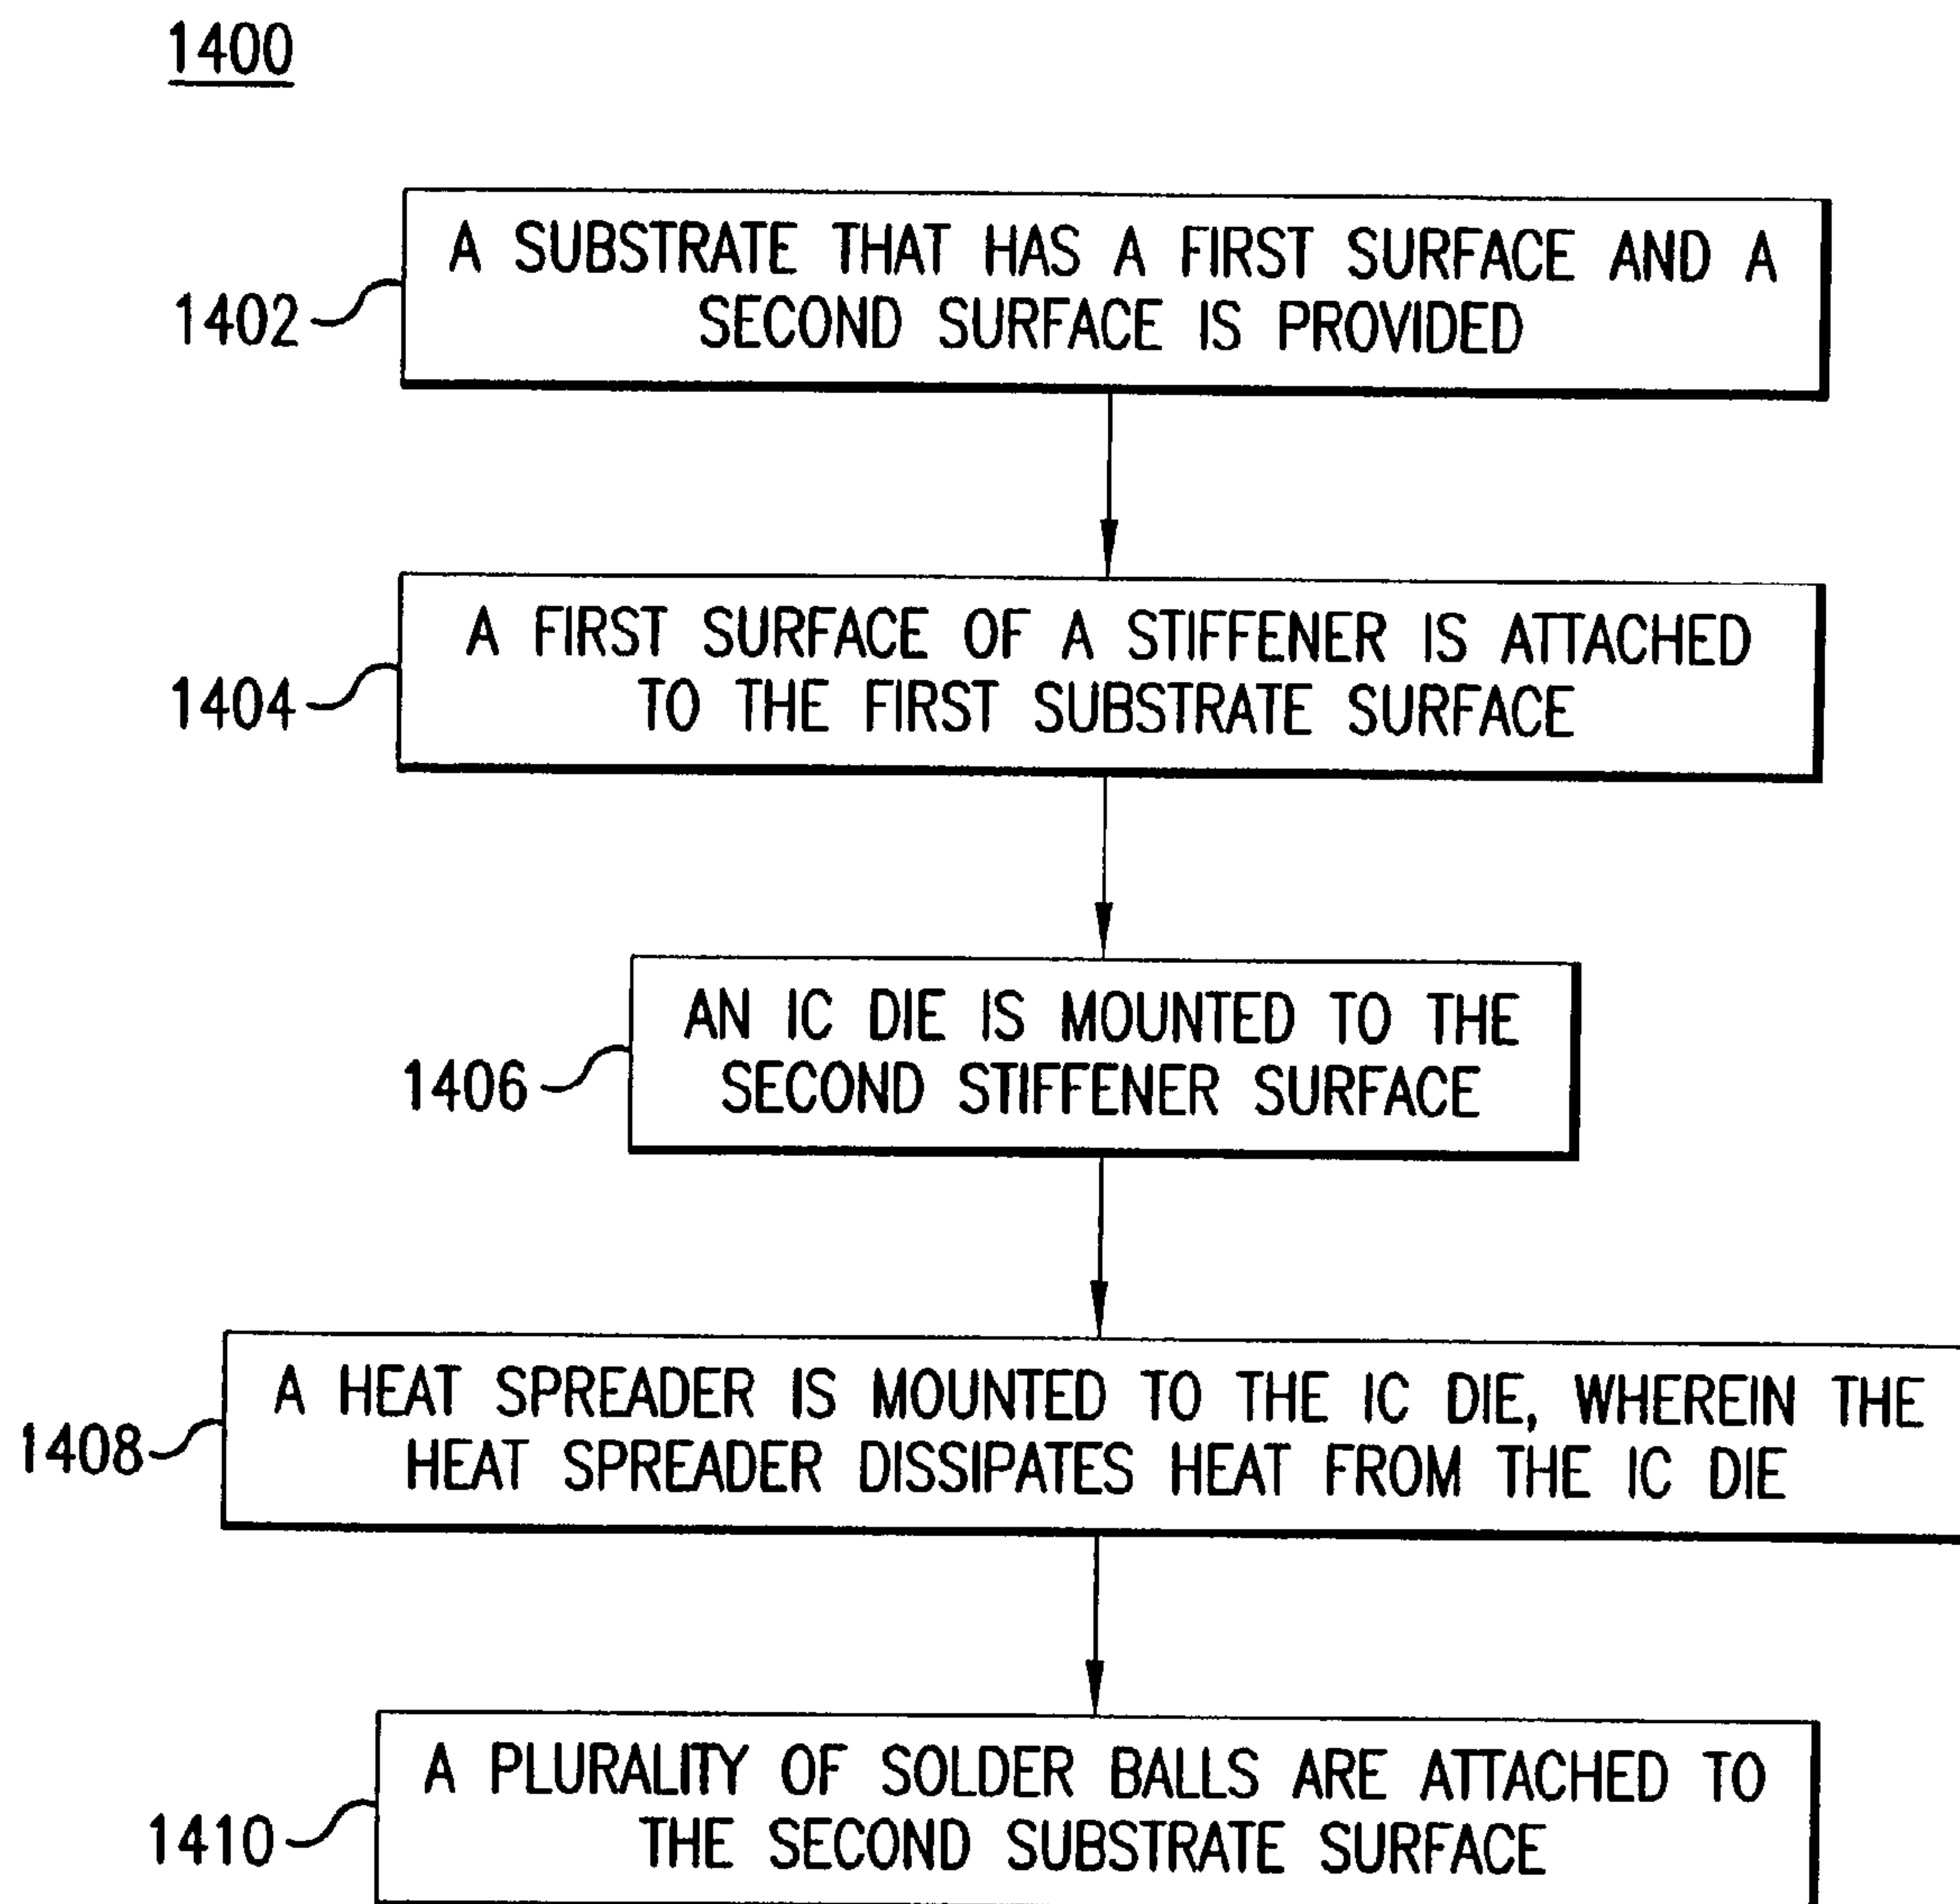 1400
A SUBSTRATE THAT HAS A FIRST SURFACE AND A
SECOND SURFACE IS PROVIDED
1402
A FIRST SURFACE OF A STIFFENER IS ATTACHED
TO THE FIRST SUBSTRATE SURFACE
1404
AN IC DIE IS MOUNTED TO THE
SECOND STIFFENER SURFACE
1406
A HEAT SPREADER IS MOUNTED TO THE IC DIE, WHEREIN THE
HEAT SPREADER DISSIPATES HEAT FROM THE IC DIE
1408
A PLURALITY OF SOLDER BALLS ARE ATTACHED TO
THE SECOND SUBSTRATE SURFACE
1410